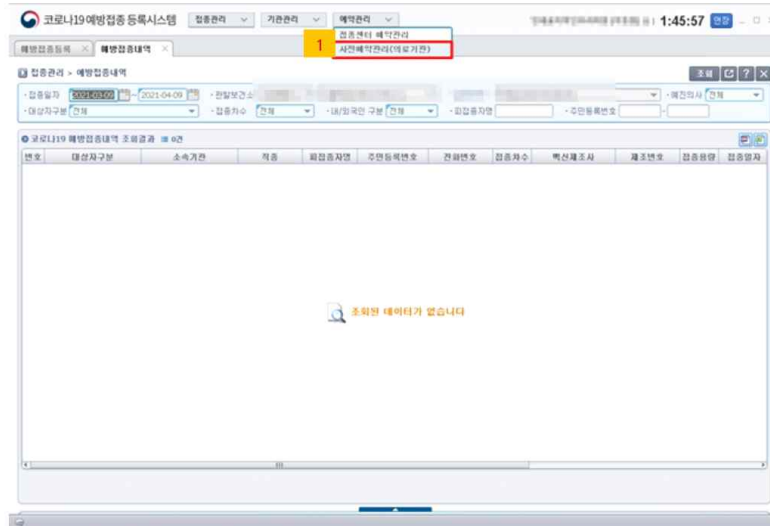 코로나19 예방접종 등록시스템 접종관리 기관관리 예약관리 1:45:57 연장
접종센터 예약관리
1 사전예약관리(의료기관)
예방접종등록 예방접종내역
접종관리 > 예방접종내역 조회
접종일자 2021-03-09 ~ 2021-04-09 관할보건소 예진의사 전체
대상자구분 전체 접종차수 전체 내/외국인 구분 전체 피접종자명 주민등록번호 -
코로나19 예방접종내역 조회결과 0건
번호 대상자구분 소속기관 직종 피접종자명 주민등록번호 전화번호 접종차수 백신제조사 제조번호 접종용량 접종일자
조회된 데이터가 없습니다